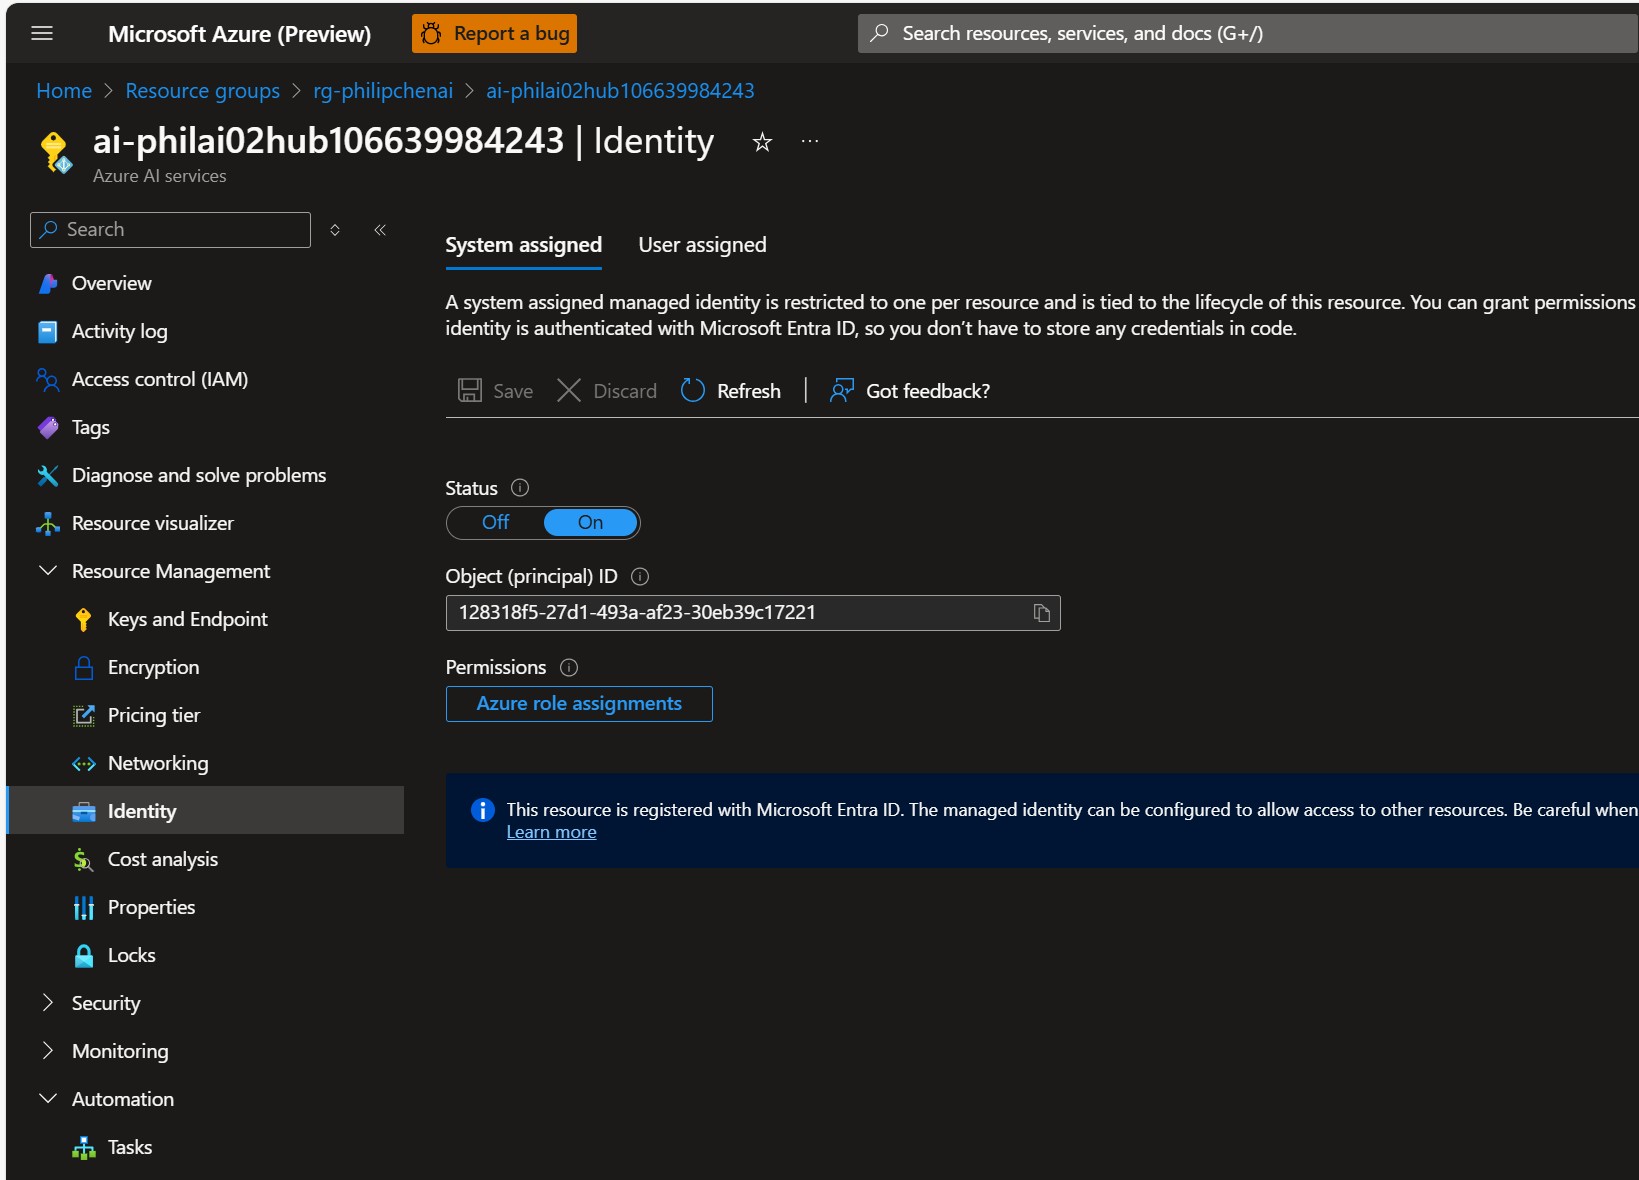 Microsoft Azure (Preview)
Report a bug
Search resources, services, and docs (G+/)
Home > Resource groups > rg-philipchenai > ai-philai02hub106639984243
ai-philai02hub106639984243 | Identity
Azure AI services
Search
Overview
Activity log
Access control (IAM)
Tags
Diagnose and solve problems
Resource visualizer
Resource Management
Keys and Endpoint
Encryption
Pricing tier
Networking
Identity
Cost analysis
Properties
Locks
Security
Monitoring
Automation
Tasks
System assigned
User assigned
A system assigned managed identity is restricted to one per resource and is tied to the lifecycle of this resource. You can grant permissions
identity is authenticated with Microsoft Entra ID, so you don’t have to store any credentials in code.
Save
Discard
Refresh
Got feedback?
Status
Off
On
Object (principal) ID
128318f5-27d1-493a-af23-30eb39c17221
Permissions
Azure role assignments
This resource is registered with Microsoft Entra ID. The managed identity can be configured to allow access to other resources. Be careful when
Learn more